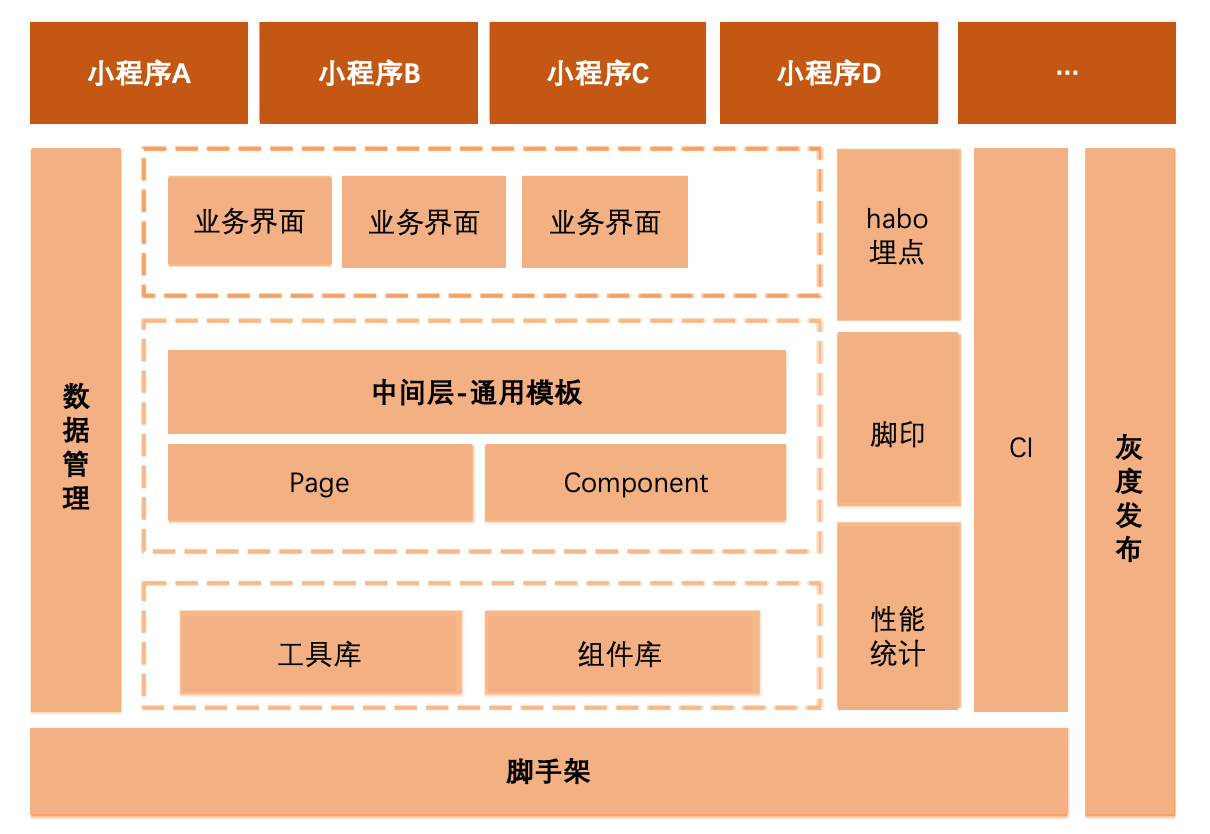 小程序A
小程序B
小程序C
小程序D
...
数
据
管
理
业务界面
业务界面
业务界面
中间层-通用模板
Page
Component
工具库
组件库
habo
埋点
脚印
性能
统计
CI
灰
度
发
布
脚手架